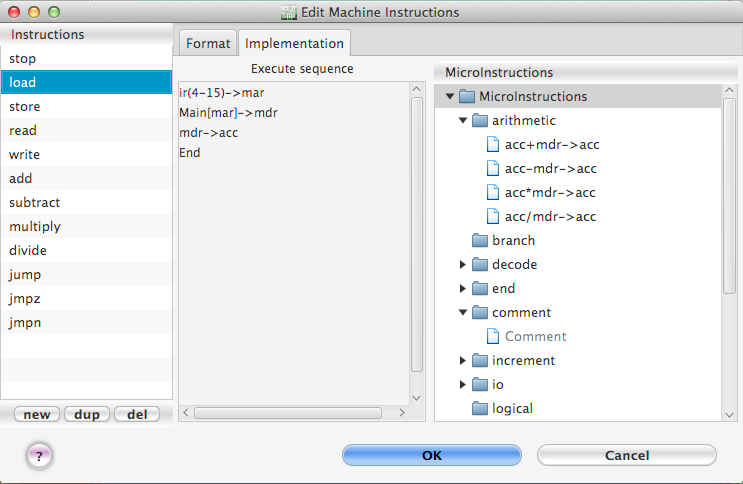 Edit Machine Instructions
Instructions
stop
load
store
read
write
add
subtract
multiply
divide
jump
jmpz
jmpn
new dup del
Format Implementation
Execute sequence
ir(4-15)->mar
Main[mar]->mdr
mdr->acc
End
MicroInstructions
MicroInstructions
arithmetic
acc+mdr->acc
acc-mdr->acc
acc*mdr->acc
acc/mdr->acc
branch
decode
end
comment
Comment
increment
io
logical
?
OK
Cancel